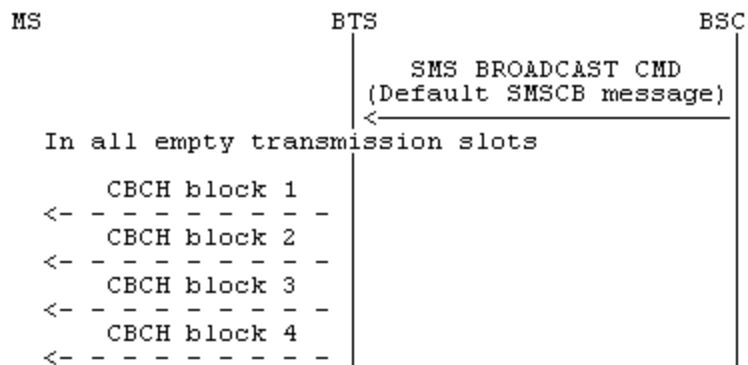 MS BTS BSC
SMS BROADCAST CMD
(Default SMSCB message)
In all empty transmission slots
CBCH block 1
CBCH block 2
CBCH block 3
CBCH block 4